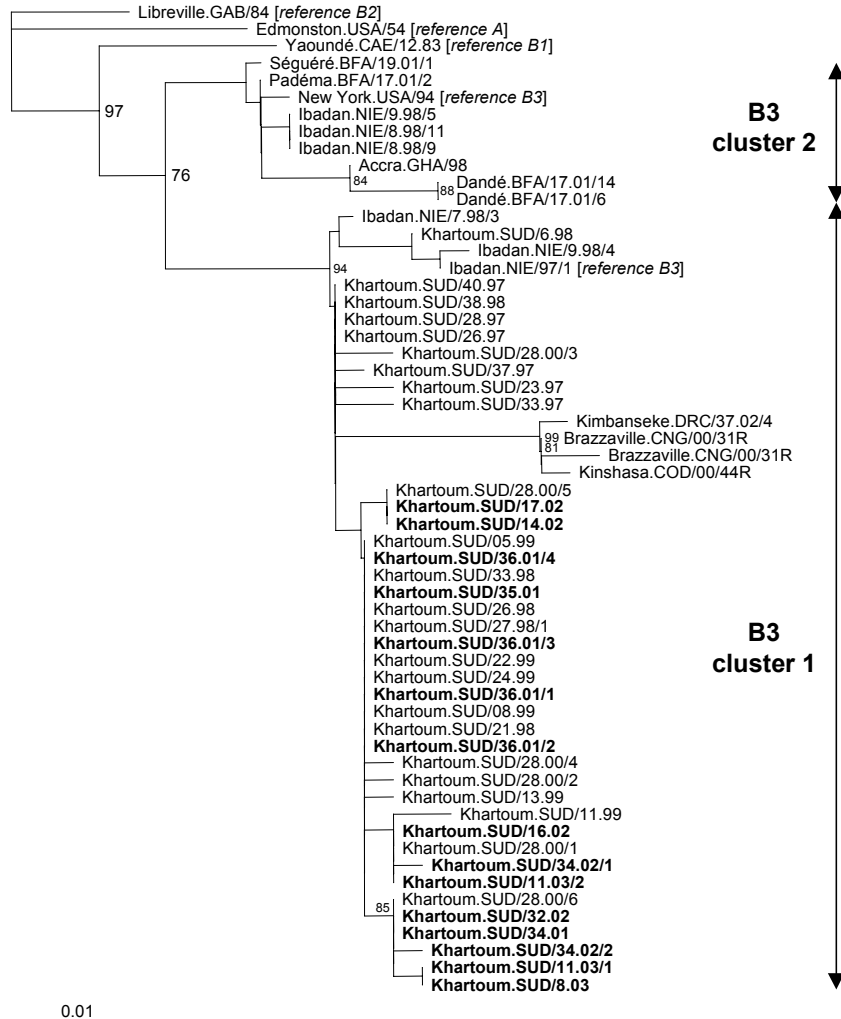 Libreville.GAB/84 [reference B2]
Edmonston.USA/54 [reference A]
Yaoundé.CAE/12.83 [reference B1]
Séguéré.BFA/19.01/1
Padéma.BFA/17.01/2
New York.USA/94 [reference B3]
Ibadan.NIE/9.98/5
Ibadan.NIE/8.98/11
Ibadan.NIE/8.98/9
Accra.GHA/98
Dandé.BFA/17.01/14
Dandé.BFA/17.01/6
97
76
84
88
B3
cluster 2
Ibadan.NIE/7.98/3
Khartoum.SUD/6.98
Ibadan.NIE/9.98/4
Ibadan.NIE/97/1 [reference B3]
94
Khartoum.SUD/40.97
Khartoum.SUD/38.98
Khartoum.SUD/28.97
Khartoum.SUD/26.97
Khartoum.SUD/28.00/3
Khartoum.SUD/37.97
Khartoum.SUD/23.97
Khartoum.SUD/33.97
Kimbanseke.DRC/37.02/4
99
Brazzaville.CNG/00/31R
81
Brazzaville.CNG/00/31R
Kinshasa.COD/00/44R
Khartoum.SUD/28.00/5
Khartoum.SUD/17.02
Khartoum.SUD/14.02
Khartoum.SUD/05.99
Khartoum.SUD/36.01/4
Khartoum.SUD/33.98
Khartoum.SUD/35.01
Khartoum.SUD/26.98
Khartoum.SUD/27.98/1
Khartoum.SUD/36.01/3
Khartoum.SUD/22.99
Khartoum.SUD/24.99
Khartoum.SUD/36.01/1
Khartoum.SUD/08.99
Khartoum.SUD/21.98
Khartoum.SUD/36.01/2
Khartoum.SUD/28.00/4
Khartoum.SUD/28.00/2
Khartoum.SUD/13.99
Khartoum.SUD/11.99
Khartoum.SUD/16.02
Khartoum.SUD/28.00/1
Khartoum.SUD/34.02/1
Khartoum.SUD/11.03/2
85
Khartoum.SUD/28.00/6
Khartoum.SUD/32.02
Khartoum.SUD/34.01
Khartoum.SUD/34.02/2
Khartoum.SUD/11.03/1
Khartoum.SUD/8.03
B3
cluster 1
0.01